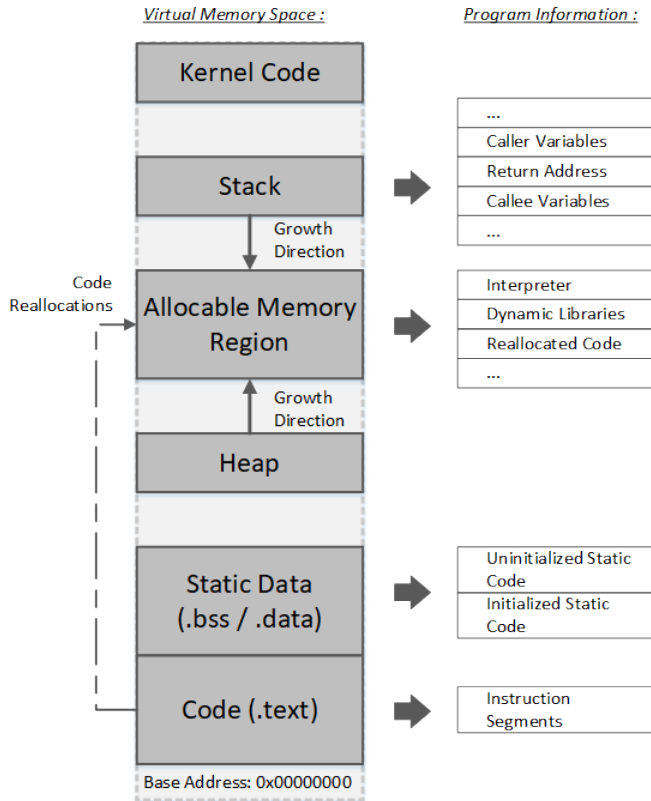 Virtual Memory Space :
Program Information :
Kernel Code
...
Caller Variables
Return Address
Callee Variables
...
Stack
Growth
Direction
Code
Reallocations
Allocable Memory
Region
Interpreter
Dynamic Libraries
Reallocated Code
...
Growth
Direction
Heap
Static Data
(.bss / .data)
Uninitialized Static
Code
Initialized Static
Code
Code (.text)
Instruction
Segments
Base Address: 0x00000000